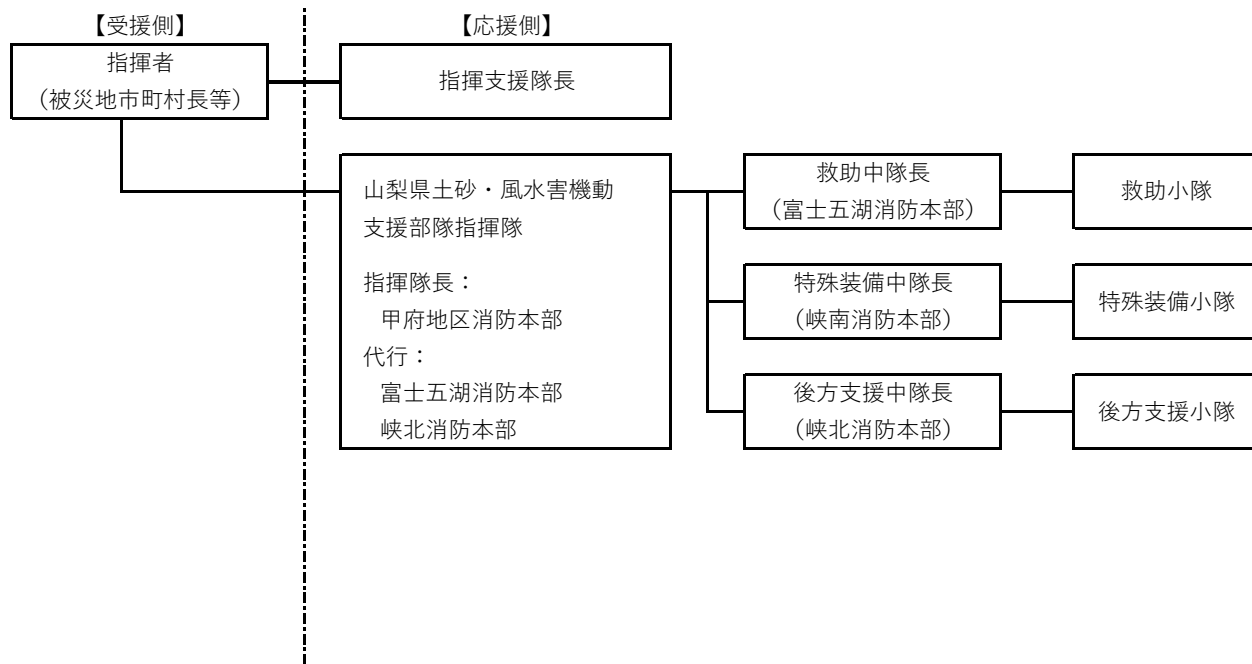 【受援側】
【応援側】
指揮者
（被災地市町村長等）
指揮支援隊長
山梨県土砂・風水害機動
支援部隊指揮隊
指揮隊長：
甲府地区消防本部
代行：
富士五湖消防本部
峡北消防本部
救助中隊長
（富士五湖消防本部）
救助小隊
特殊装備中隊長
（峡南消防本部）
特殊装備小隊
後方支援中隊長
（峡北消防本部）
後方支援小隊